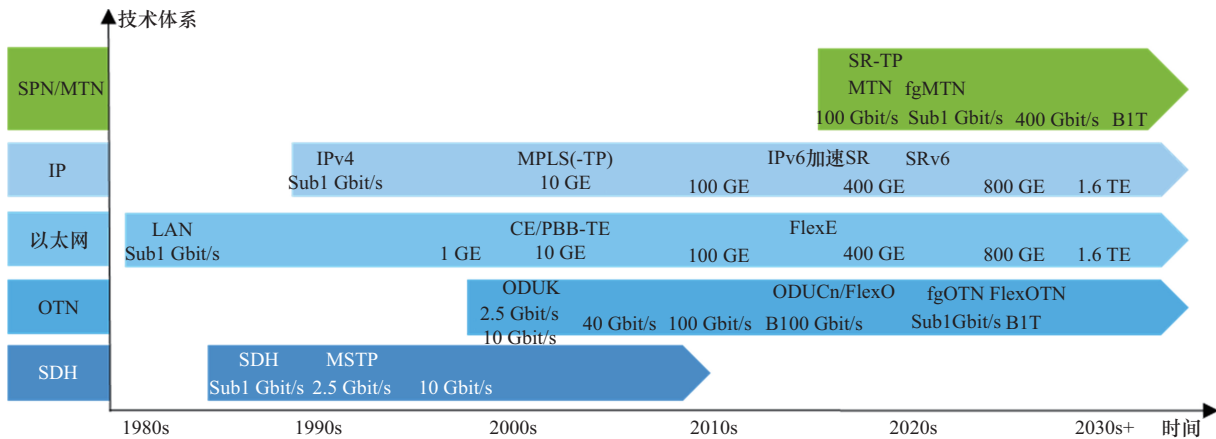 技术体系
SPN/MTN
SR-TP
MTN fgMTN
100 Gbit/s Sub1 Gbit/s 400 Gbit/s B1T
IP
IPv4 MPLS(-TP) IPv6加速SR SRv6
Sub1 Gbit/s 10 GE 100 GE 400 GE 800 GE 1.6 TE
以太网
LAN CE/PBB-TE FlexE
Sub1 Gbit/s 1 GE 10 GE 100 GE 400 GE 800 GE 1.6 TE
OTN
ODUK ODUCn/FlexO fgOTN FlexOTN
2.5 Gbit/s 40 Gbit/s 100 Gbit/s B100 Gbit/s Sub1Gbit/s B1T
10 Gbit/s
SDH
SDH MSTP
Sub1 Gbit/s 2.5 Gbit/s 10 Gbit/s
1980s 1990s 2000s 2010s 2020s 2030s+ 时间